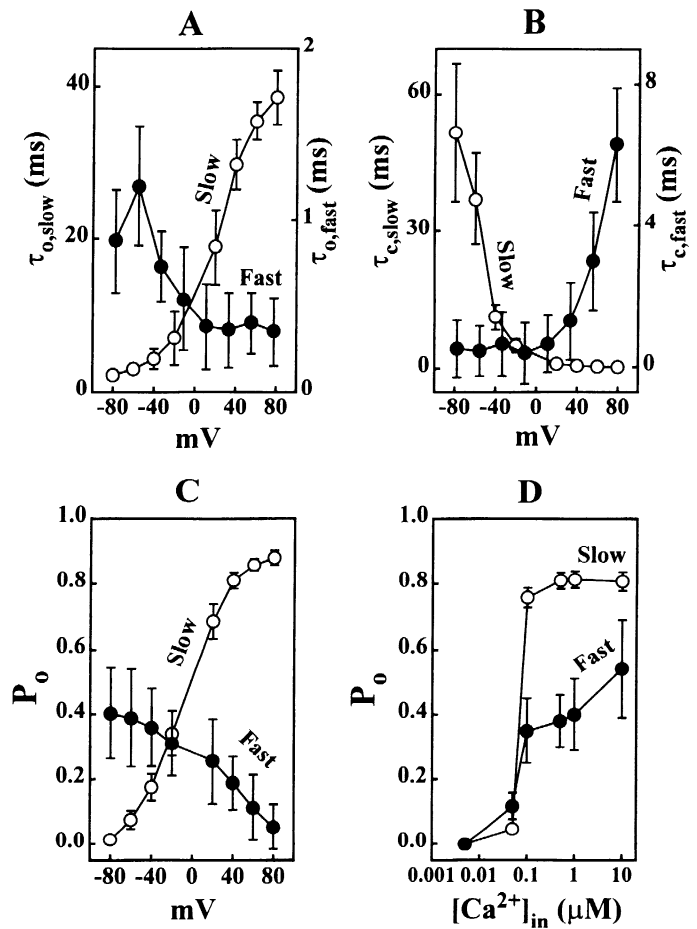 A
B
2
40
20
0
1
0
τo,slow (ms)
τo,fast (ms)
Slow
Fast
-80 -40 0 40 80
mV
60
30
0
8
4
0
τc,slow (ms)
τc,fast (ms)
Slow
Fast
-80 -40 0 40 80
mV
C
D
1.0
0.8
0.6
0.4
0.2
0.0
Po
Slow
Fast
-80 -40 0 40 80
mV
1.0
0.8
0.6
0.4
0.2
0.0
Po
Slow
Fast
0.001 0.01 0.1 1 10
[Ca2+]in (μM)